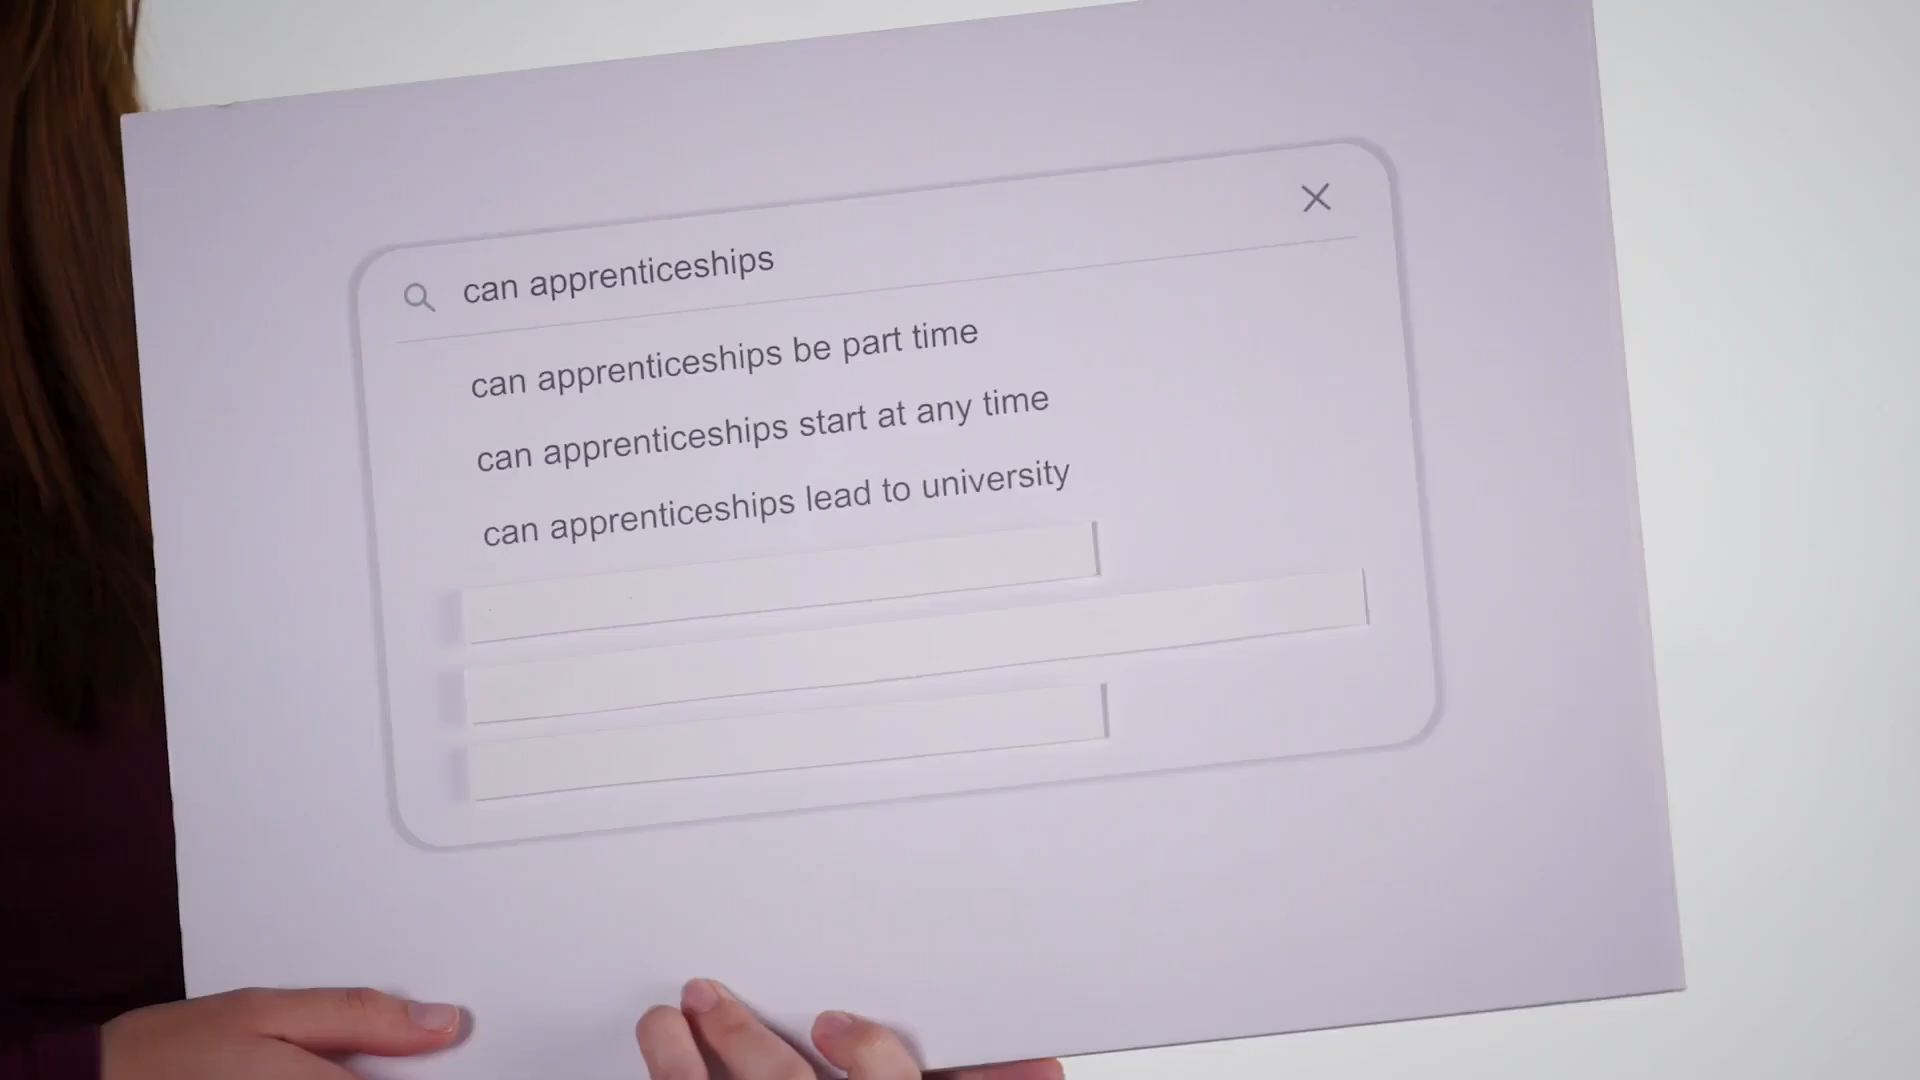 can apprenticeships
can apprenticeships be part time
can apprenticeships start at any time
can apprenticeships lead to university